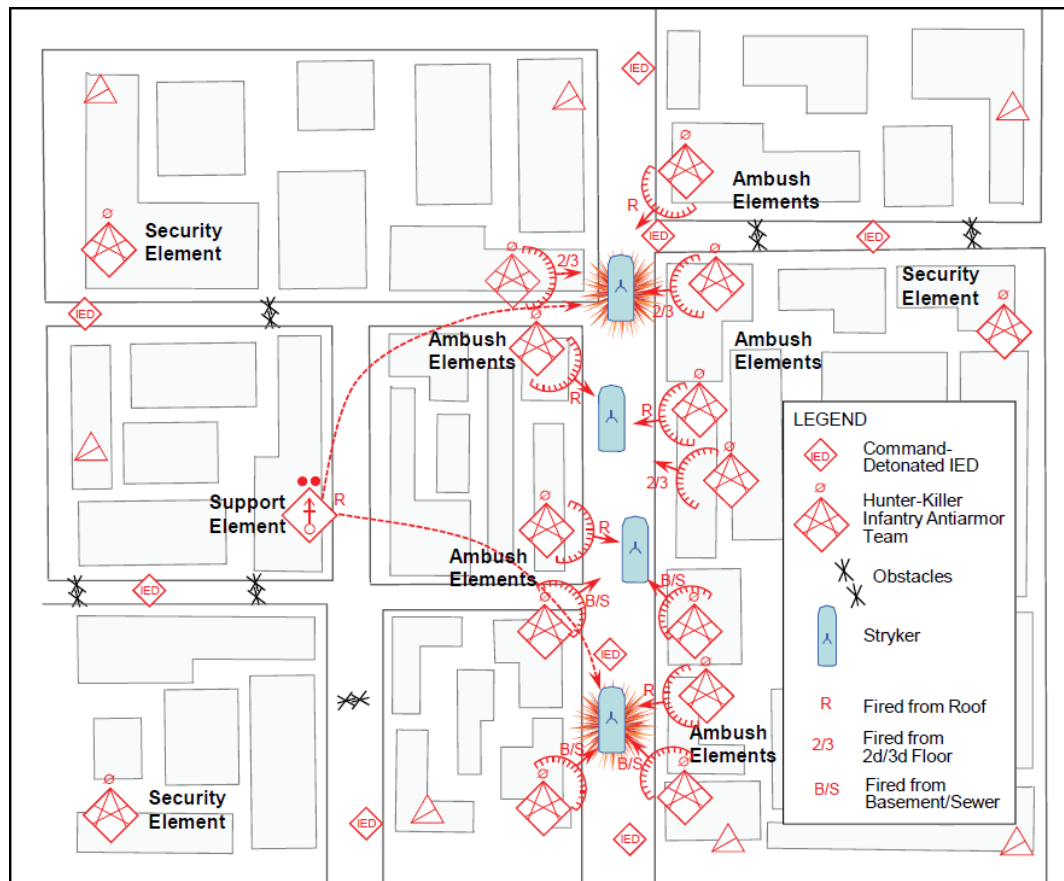 IED
Ambush
Elements
R
IED
IED
Security
Element
2/3
Security
Element
2/3
IED
Ambush
Elements
Ambush
Elements
R
R
LEGEND
IED
Command-
Detonated IED
2/3
Hunter-Killer
Infantry Antiarmor
Team
Support
Element
R
R
Ambush
Elements
Obstacles
IED
B/S
B/S
Stryker
IED
R
R
Fired from Roof
Ambush
Elements
2/3
Fired from
2d/3d Floor
B/S
B/S
B/S
Fired from
Basement/Sewer
Security
Element
IED
IED